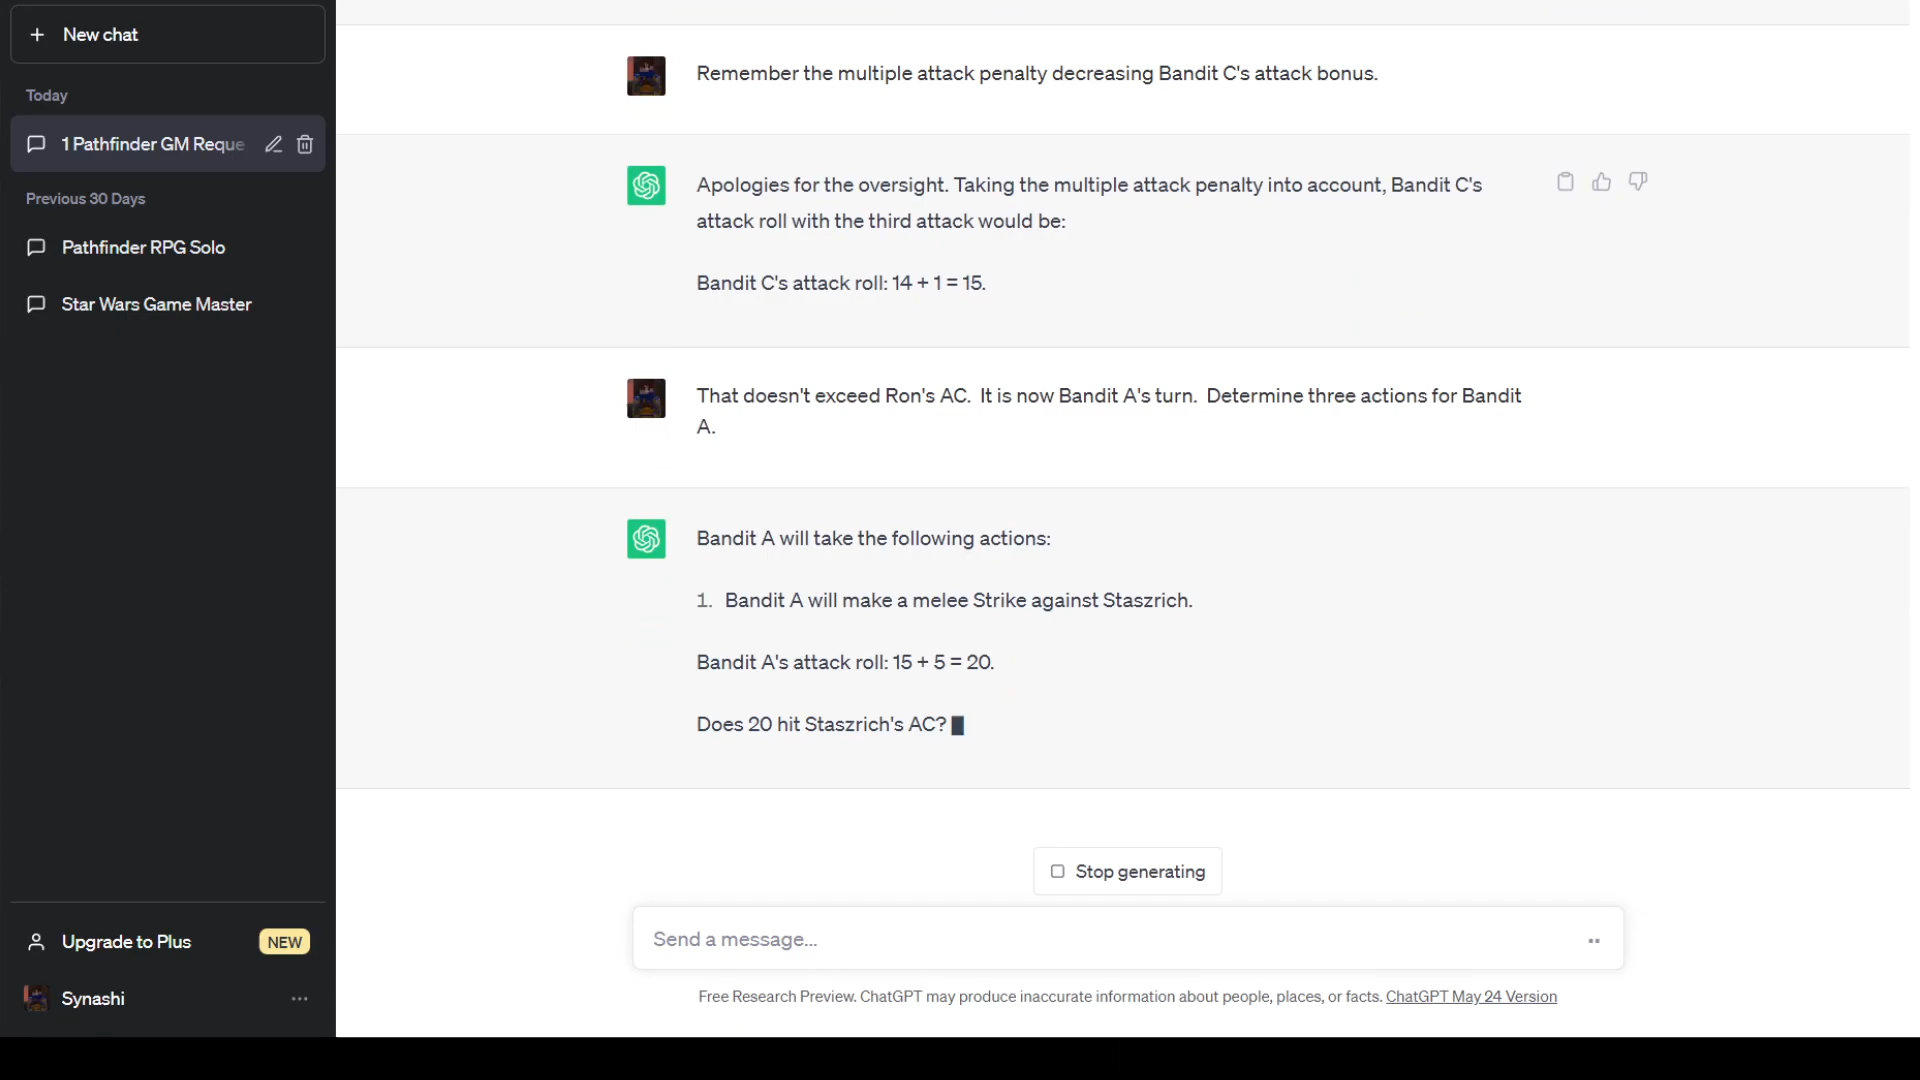 New chat
Today
1 Pathfinder GM Reque
Previous 30 Days
Pathfinder RPG Solo
Star Wars Game Master
Upgrade to Plus
NEW
Synashi
Remember the multiple attack penalty decreasing Bandit C's attack bonus.
Apologies for the oversight. Taking the multiple attack penalty into account, Bandit C's
attack roll with the third attack would be:
Bandit C's attack roll: 14 + 1 = 15.
That doesn't exceed Ron's AC. It is now Bandit A's turn. Determine three actions for Bandit
A.
Bandit A will take the following actions:
1. Bandit A will make a melee Strike against Staszrich.
Bandit A's attack roll: 15 + 5 = 20.
Does 20 hit Staszrich's AC?
Stop generating
Send a message...
Free Research Preview. ChatGPT may produce inaccurate information about people, places, or facts. ChatGPT May 24 Version